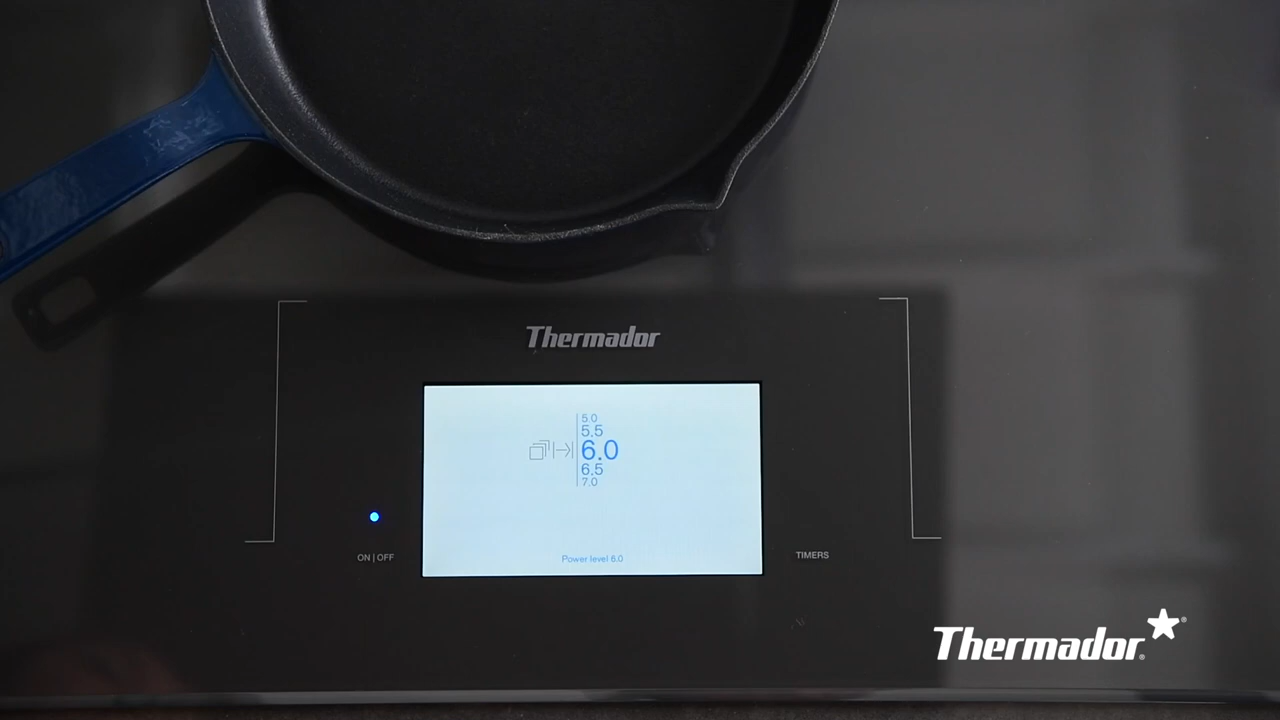 Thermador
5.0
5.5
6.0
6.5
7.0
Power level 6.0
ON | OFF
TIMERS
Thermador